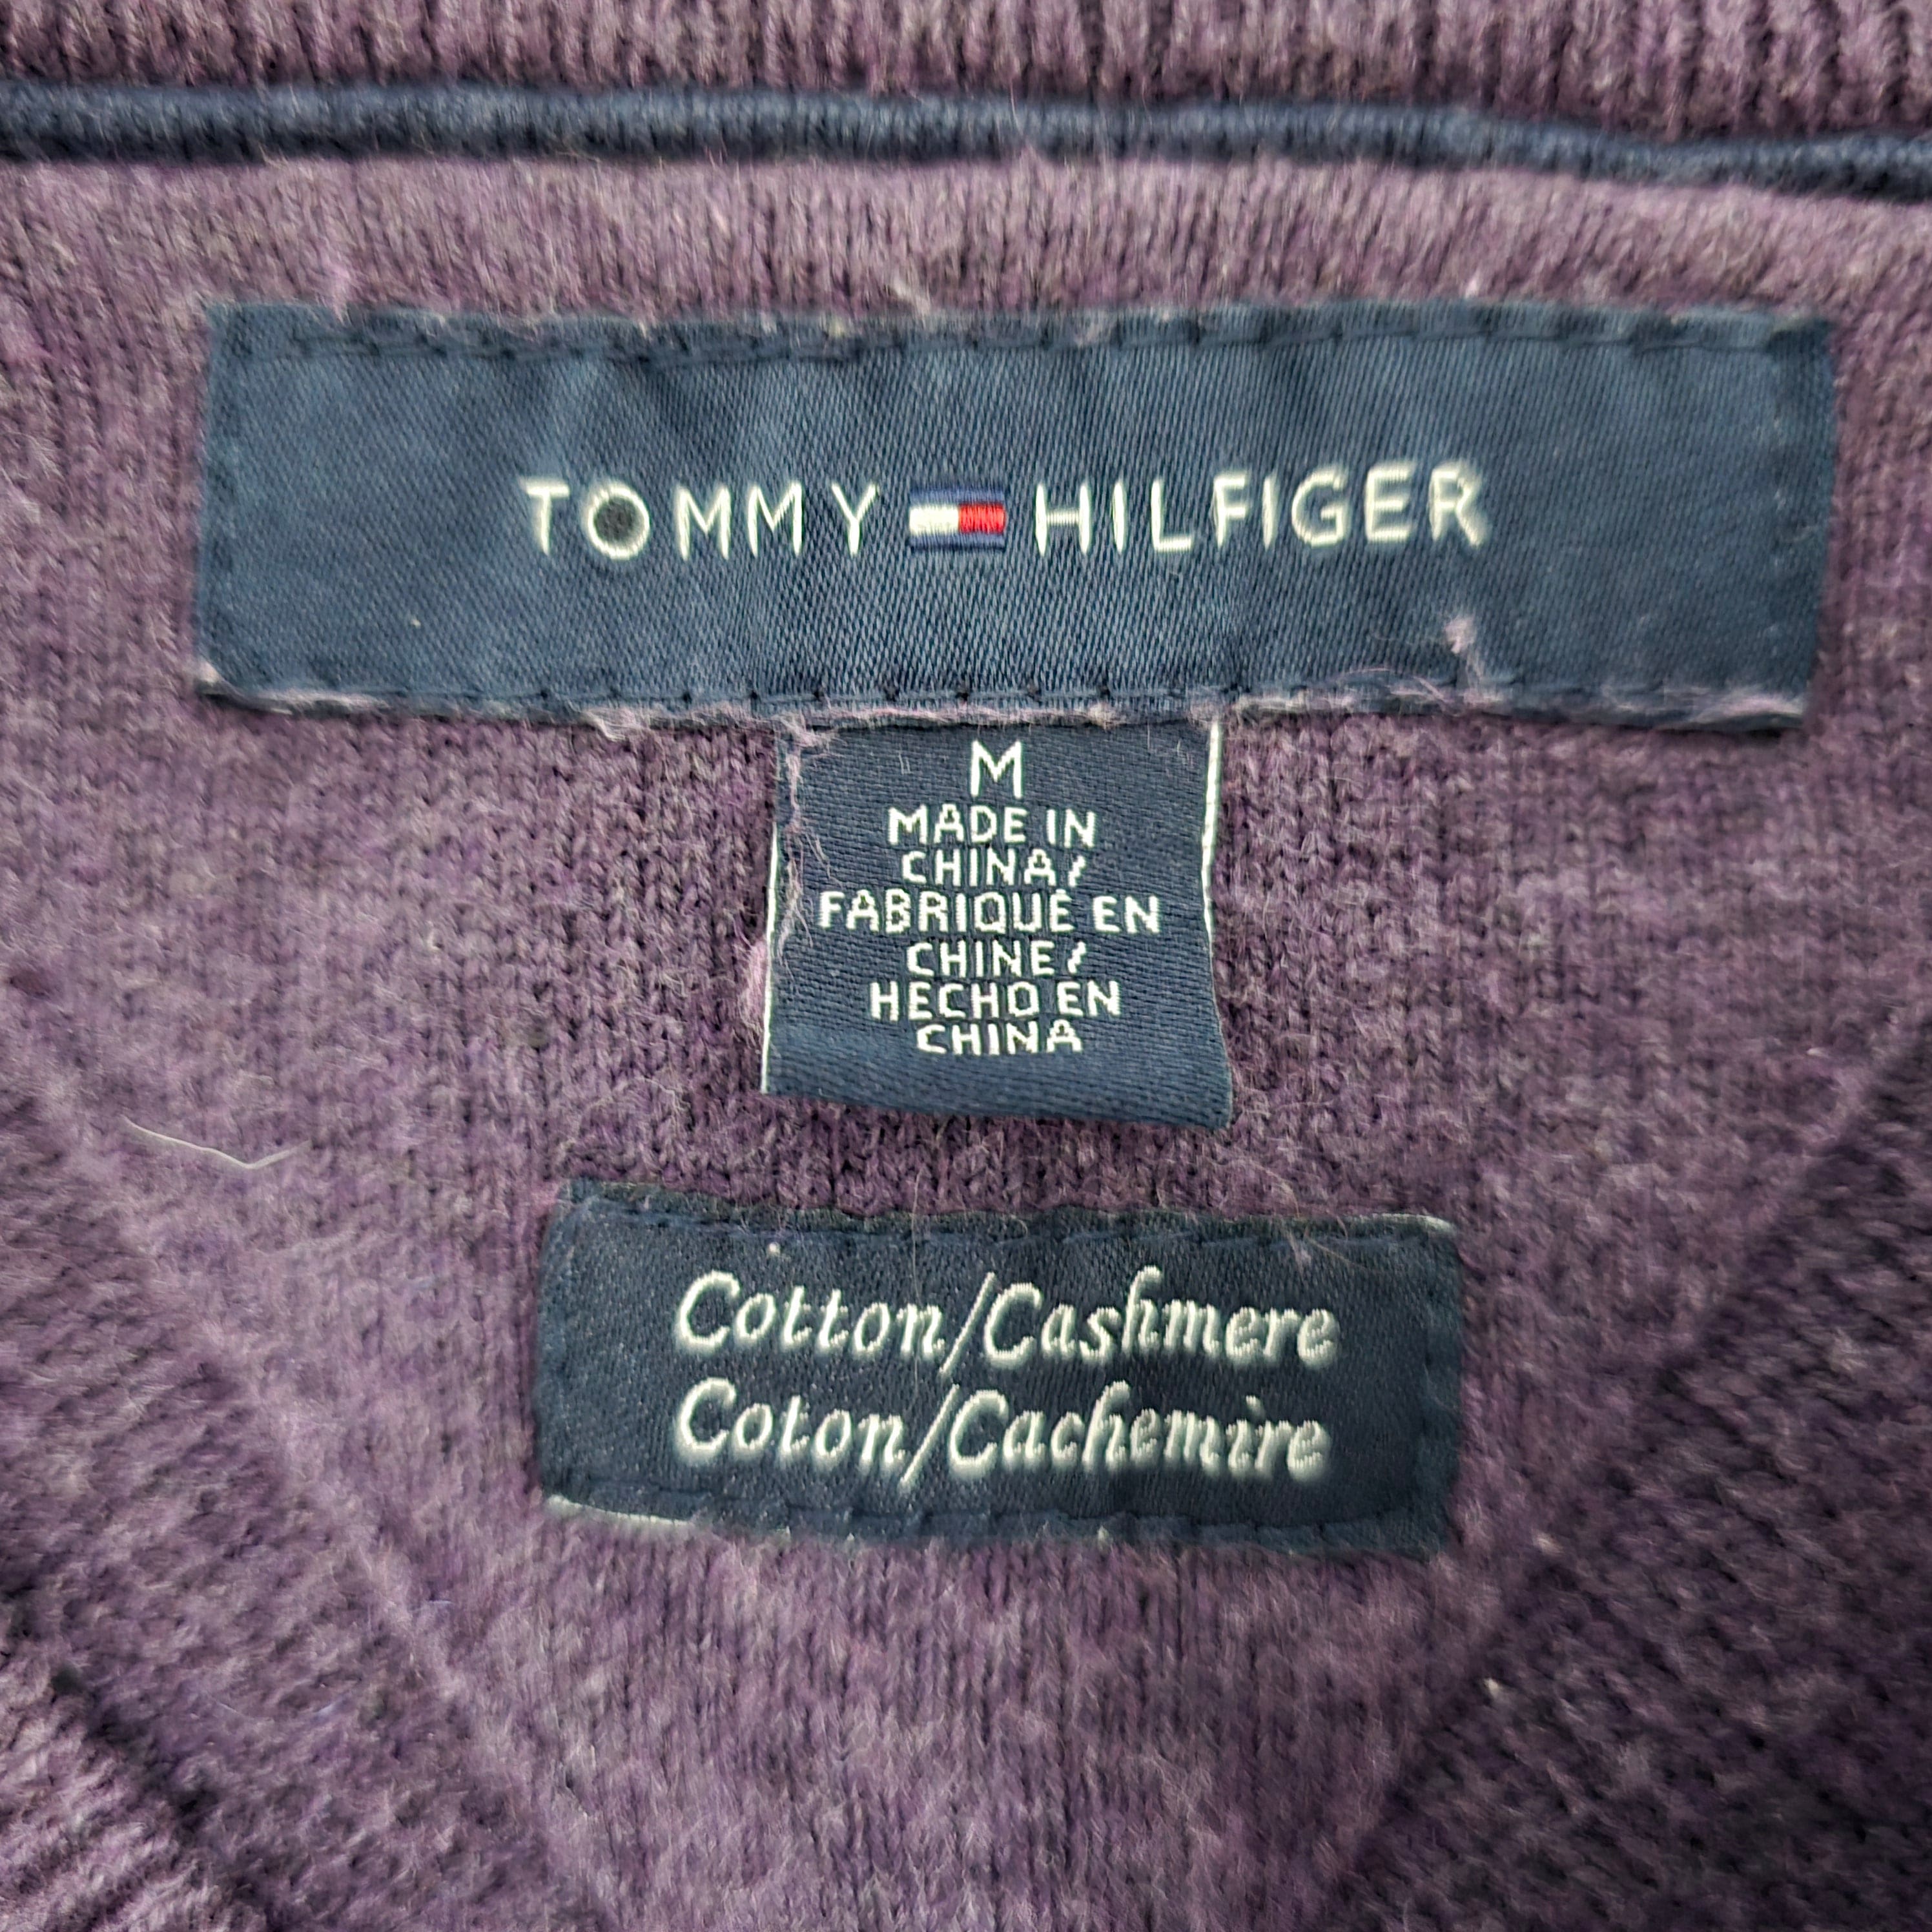 TOMMY HILFIGER
M
MADE IN
CHINA/
FABRIQUÉ EN
CHINE/
HECHO EN
CHINA
Cotton/Cashmere
Coton/Cachemire